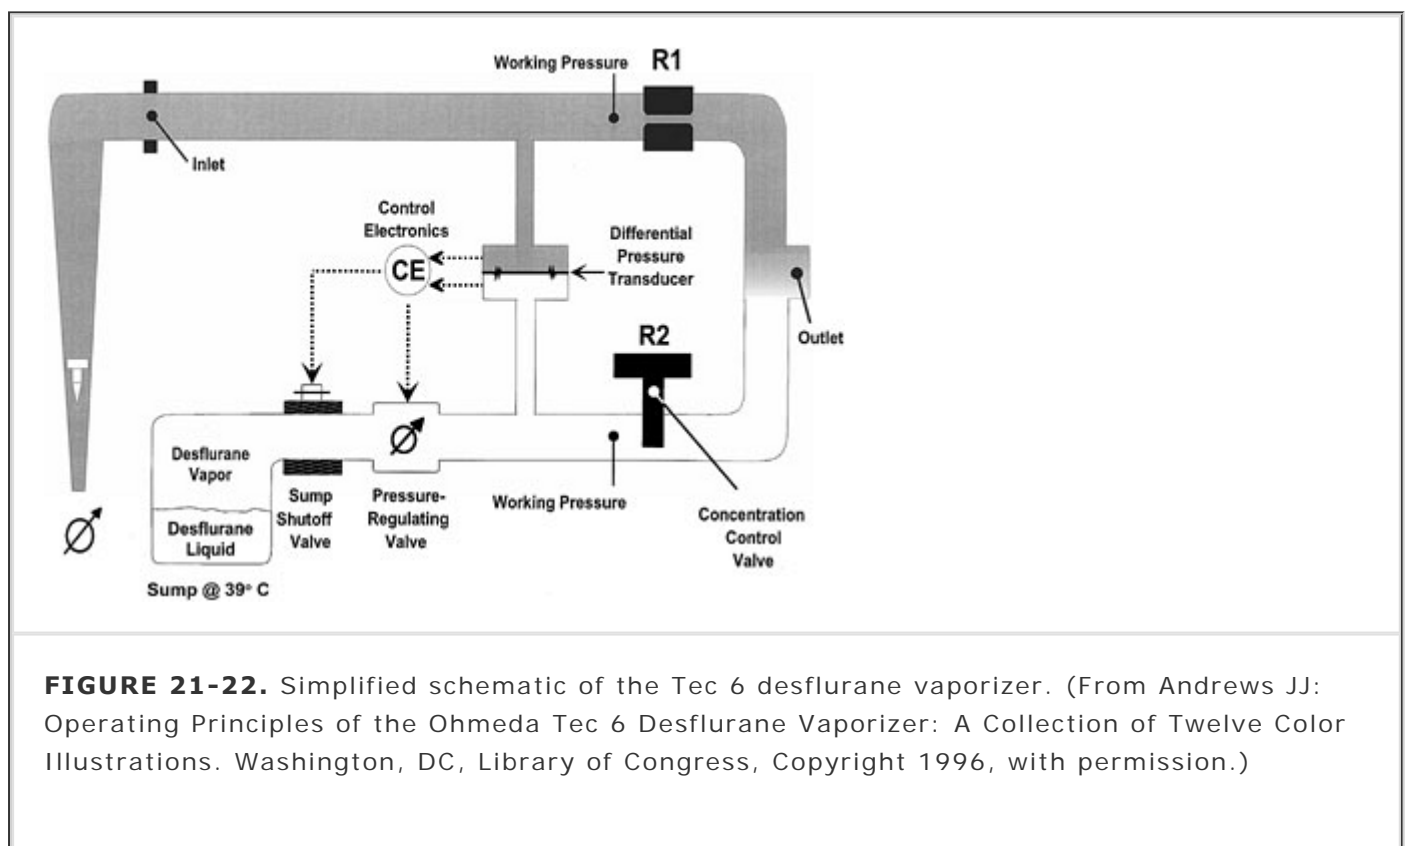 Working Pressure
R1
Inlet
Control
Electronics
CE
Differential
Pressure
Transducer
R2
Outlet
Desflurane
Vapor
Desflurane
Liquid
Sump
Shutoff
Valve
Pressure-
Regulating
Valve
Working Pressure
Concentration
Control
Valve
Sump @ 39° C
FIGURE 21-22. Simplified schematic of the Tec 6 desflurane vaporizer. (From Andrews JJ:
Operating Principles of the Ohmeda Tec 6 Desflurane Vaporizer: A Collection of Twelve Color
Illustrations. Washington, DC, Library of Congress, Copyright 1996, with permission.)